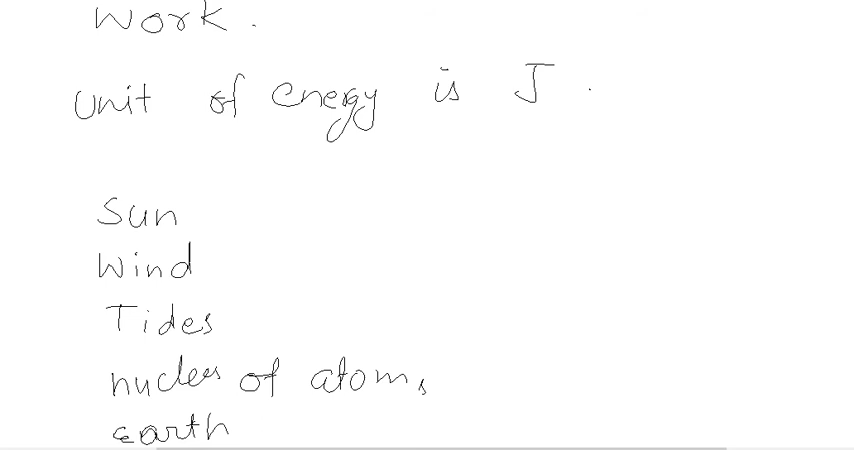 Work.
Unit of energy is J.
Sun
Wind
Tides
nucleus of atoms
earth